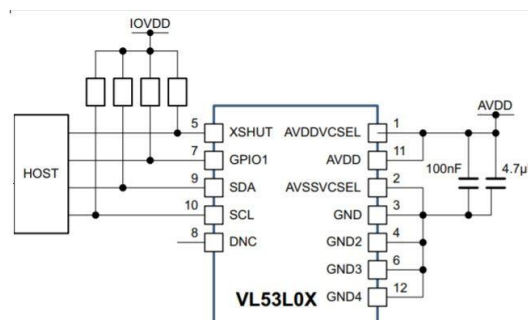 IOVDD
AVDD
HOST
5 XSHUT AVDDVCSEL 1
7 GPIO1 AVDD 11
9 SDA AVSSVCSEL 2
10 SCL GND 3
8 DNC GND2 4
GND3 6
GND4 12
100nF
4.7µ
VL53L0X